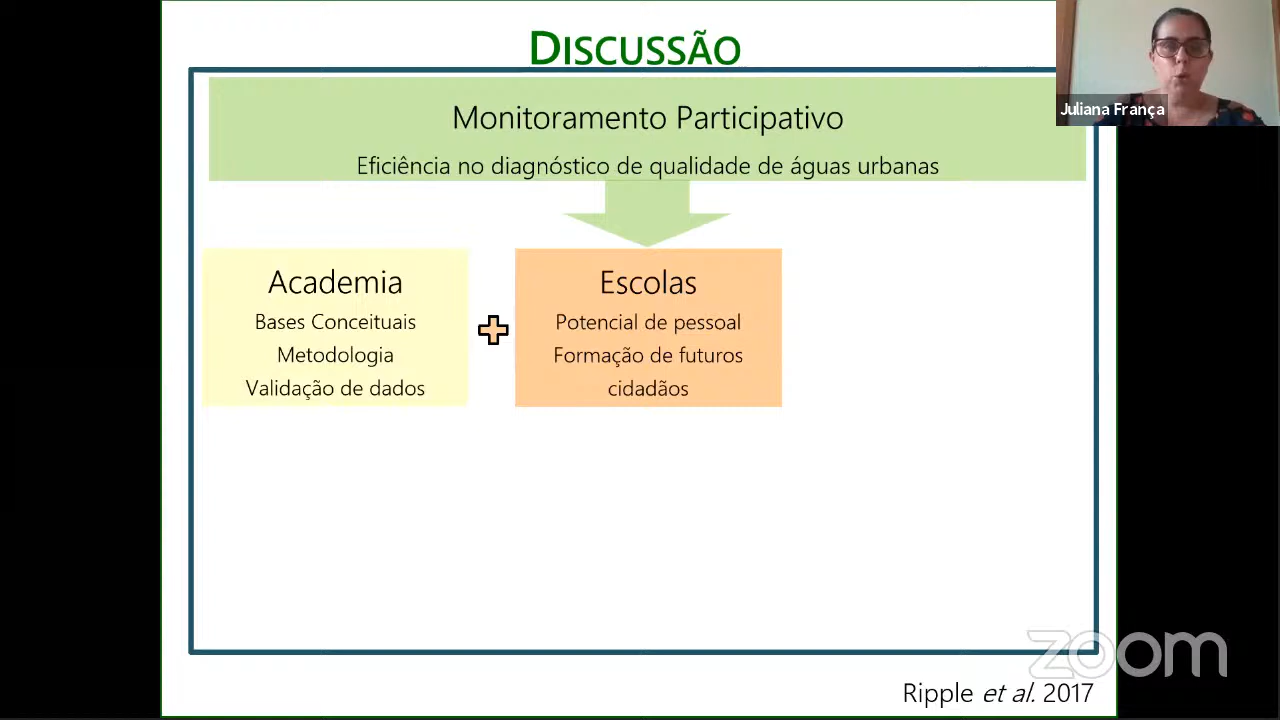 DISCUSSÃO
Monitoramento Participativo
Eficiência no diagnóstico de qualidade de águas urbanas
Juliana França
Academia
Bases Conceituais
Metodologia
Validação de dados
Escolas
Potencial de pessoal
Formação de futuros
cidadãos
zoom
Ripple et al. 2017